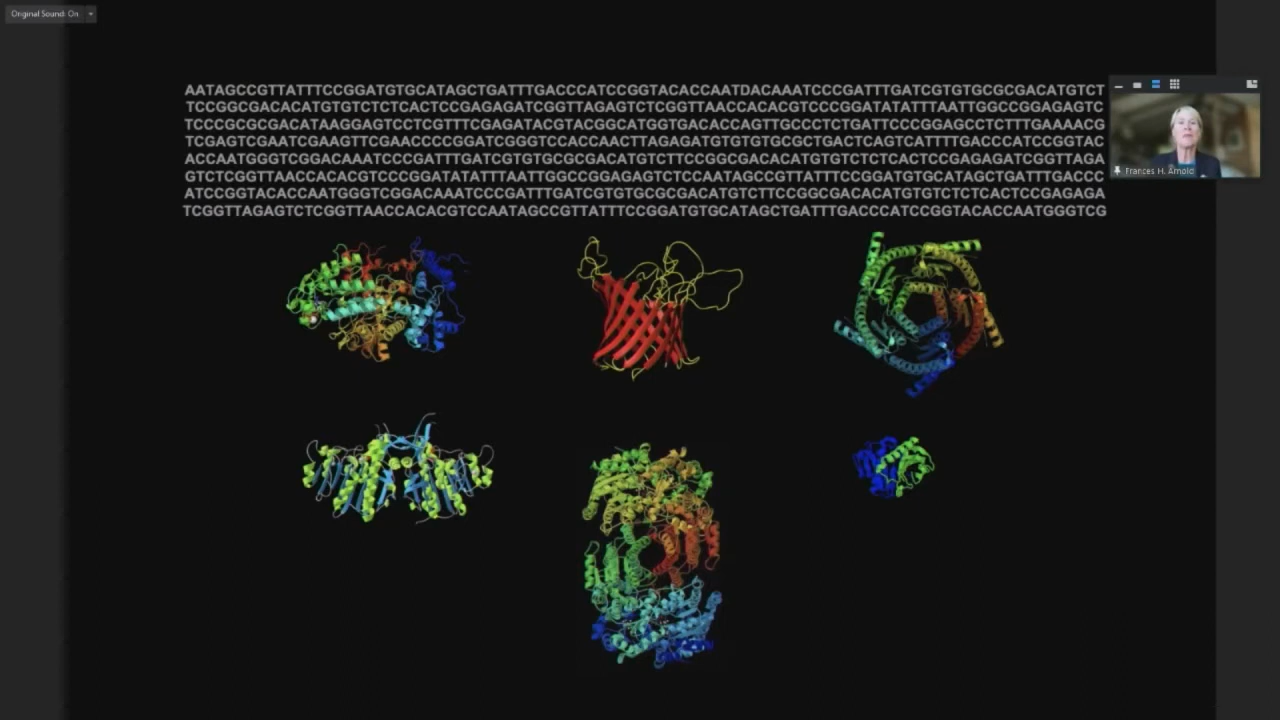 Original Sound: On
AATAGCCGTTATTTCCGGATGTGCATAGCTGATTTGACCCATCCGGTACACCAATDACAAATCCCGATTTGATCGTGTGCGCGACATGTCT
TCCGGCGACACATGTGTCTCTCACTCCGAGAGATCGGTTAGAGTCTCGGTTAACCACACGTCCCGGATATATTTAATTGGCCGGAGAGTC
TCCCGCGCGACATAAGGAGTCCTCGTTTCGAGATACGTACGGCATGGTGACACCAGTTGCCCTCTGATTCCCGGAGCCTCTTTGAAAACG
TCGAGTCGAATCGAAGTTCGAACCCCGGATCGGGTCCACCAACTTAGAGATGTGTGTGCGCTGACTCAGTCATTTTGACCCATCCGGTAC
ACCAATGGGTCGGACAAATCCCGATTTGATCGTGTGCGCGACATGTCTTCCGGCGACACATGTGTCTCTCACTCCGAGAGATCGGTTAGA
GTCTCGGTTAACCACACGTCCCGGATATATTTAATTGGCCGGAGAGTCTCCAATAGCCGTTATTTCCGGATGTGCATAGCTGATTTGACCC
ATCCGGTACACCAATGGGTCGGACAAATCCCGATTTGATCGTGTGCGCGACATGTCTTCCGGCGACACATGTGTCTCTCACTCCGAGAGA
TCGGTTAGAGTCTCGGTTAACCACACGTCCAATAGCCGTTATTTCCGGATGTGCATAGCTGATTTGACCCATCCGGTACACCAATGGGTCG
Frances H. Arnold